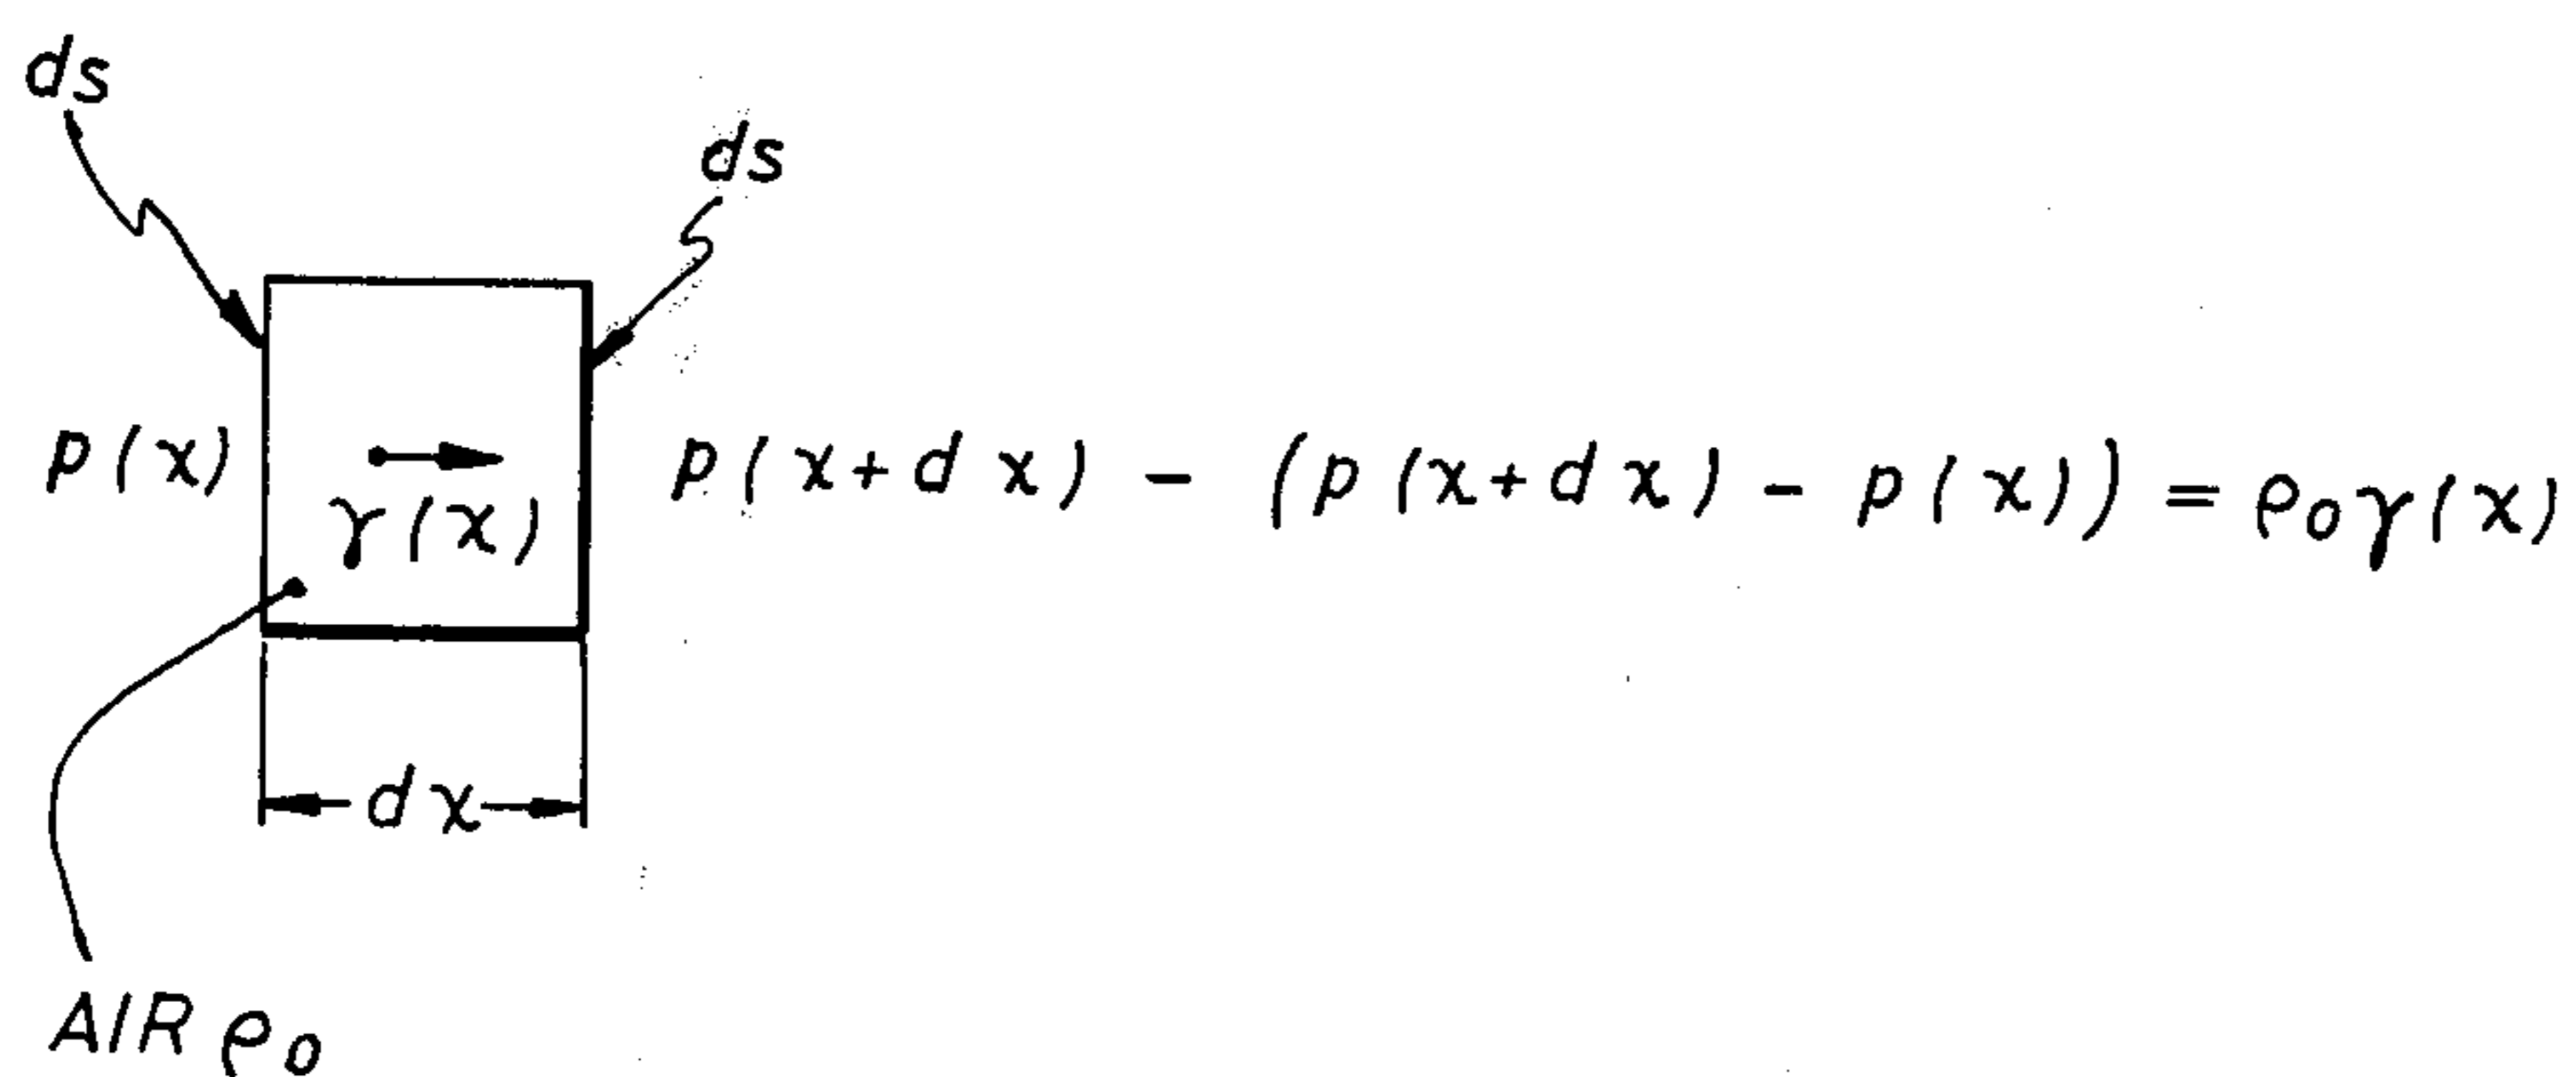 ds
ds
p(x)
γ(x)
p(x+dx) - (p(x+dx) - p(x)) = ρ₀γ(x)
dx
AIR ρ₀